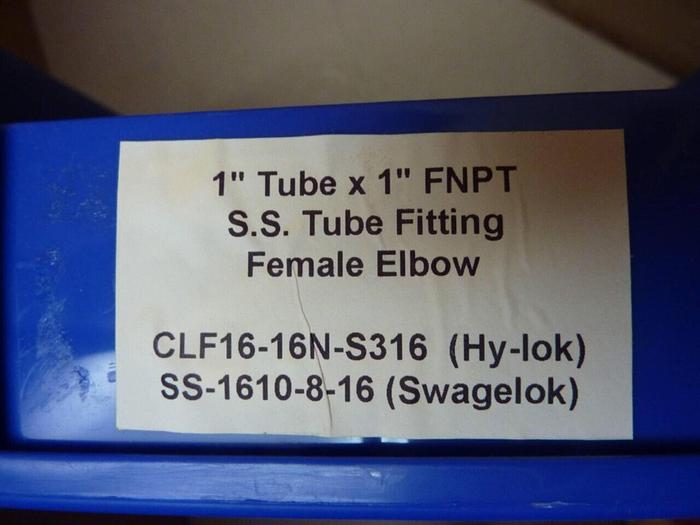 1" Tube x 1" FNPT
S.S. Tube Fitting
Female Elbow
CLF16-16N-S316 (Hy-lok)
SS-1610-8-16 (Swagelok)